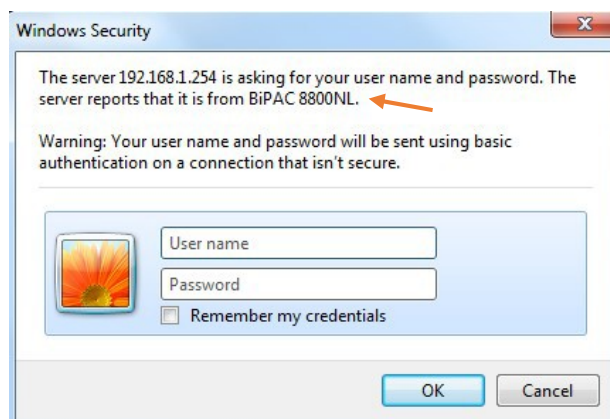 Windows Security
The server 192.168.1.254 is asking for your user name and password. The
server reports that it is from BiPAC 8800NL.
Warning: Your user name and password will be sent using basic
authentication on a connection that isn't secure.
User name
Password
Remember my credentials
OK
Cancel